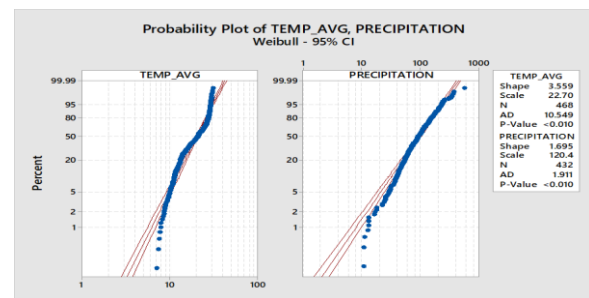 Probability Plot of TEMP_AVG, PRECIPITATION
Weibull - 95% CI
1 10 100 1000
TEMP_AVG
PRECIPITATION
99.99
95
80
50
20
5
2
1
99.99
95
80
50
20
5
2
1
Percent
1 10 100
TEMP_AVG
Shape 3.559
Scale 22.70
N 468
AD 10.549
P-Value <0.010
PRECIPITATION
Shape 1.695
Scale 120.4
N 432
AD 1.911
P-Value <0.010